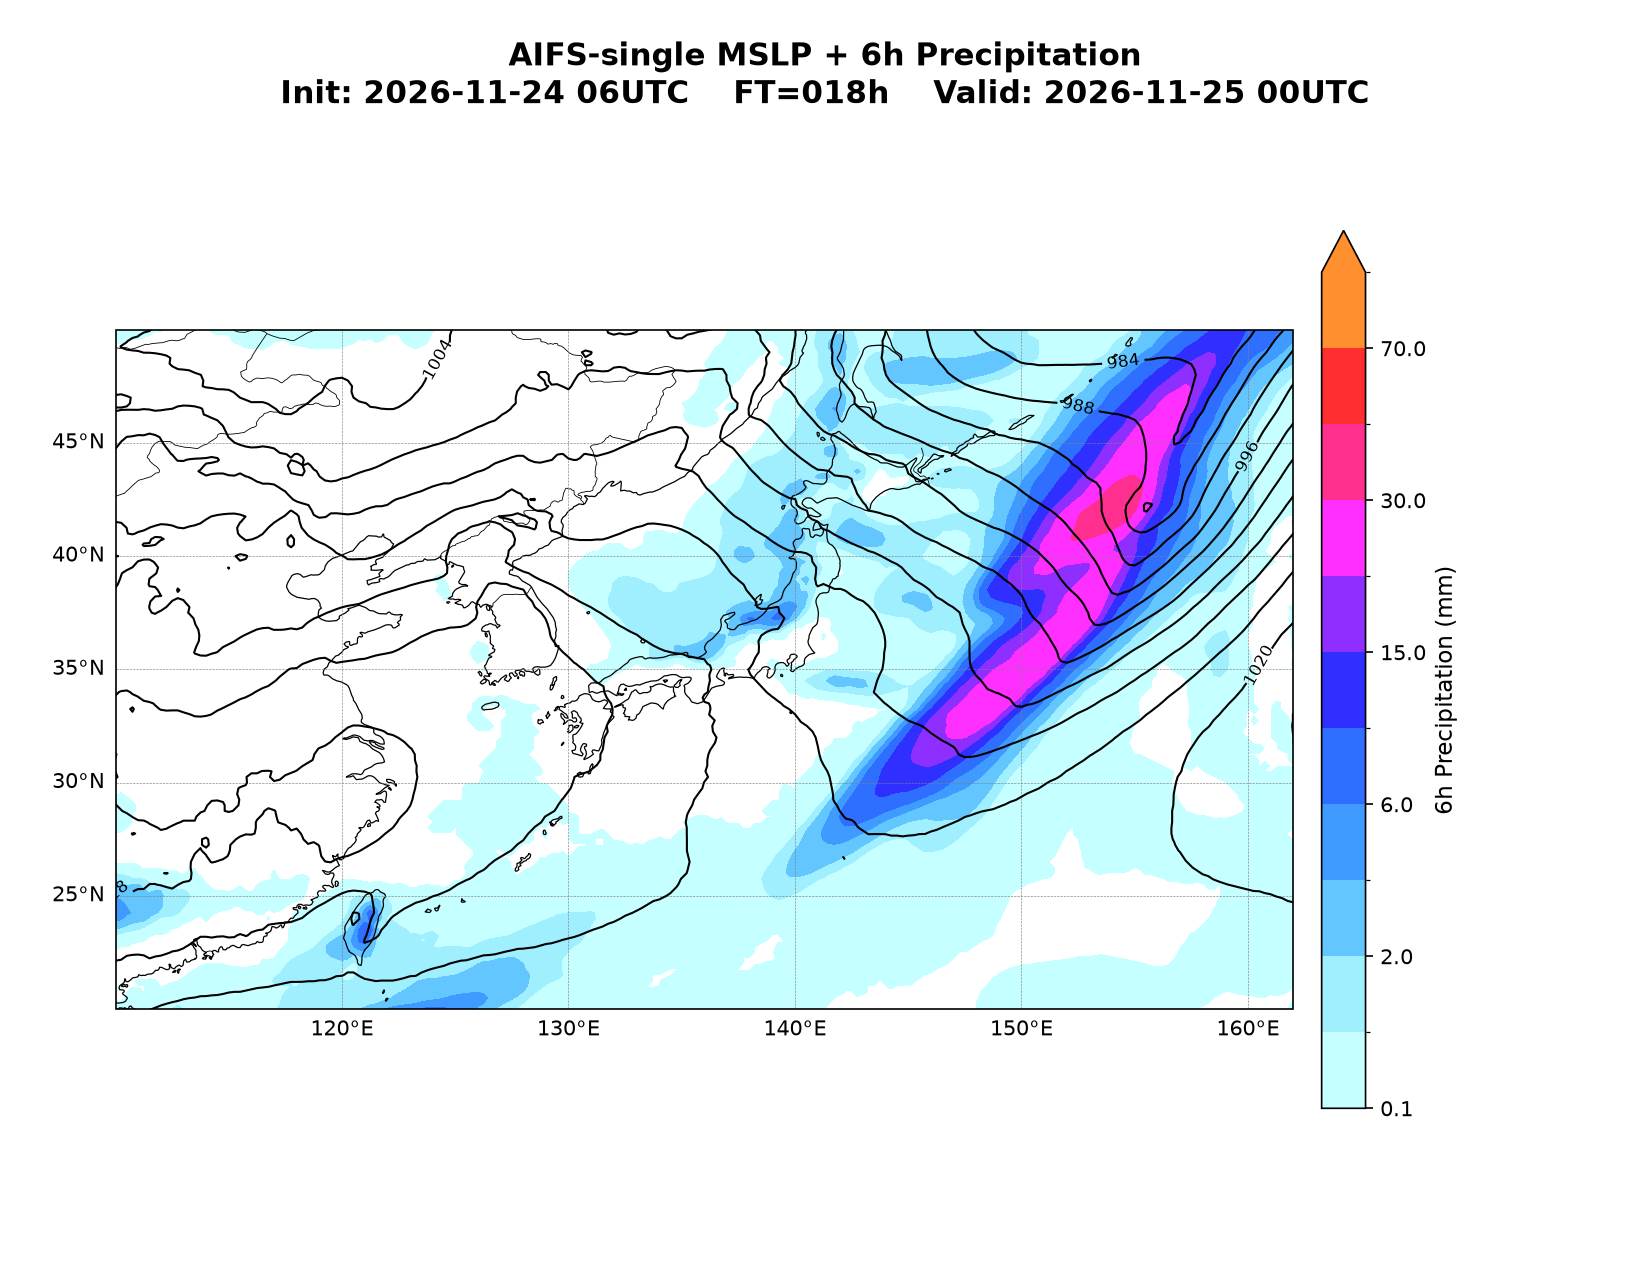 AIFS-single MSLP + 6h Precipitation
Init: 2026-11-24 06UTC    FT=018h    Valid: 2026-11-25 00UTC
1004
984
988
996
1020
8
45°N
40°N
35°N
30°N
25°N
120°E
130°E
140°E
150°E
160°E
70.0
30.0
15.0
6.0
2.0
0.1
6h Precipitation (mm)